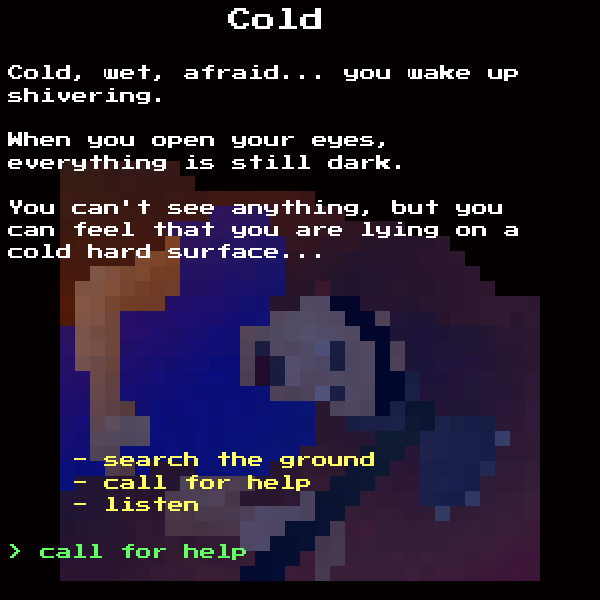 Cold
Cold, wet, afraid... you wake up
shivering.
When you open your eyes,
everything is still dark.
You can't see anything, but you
can feel that you are lying on a
cold hard surface...
- search the ground
- call for help
- listen
> call for help